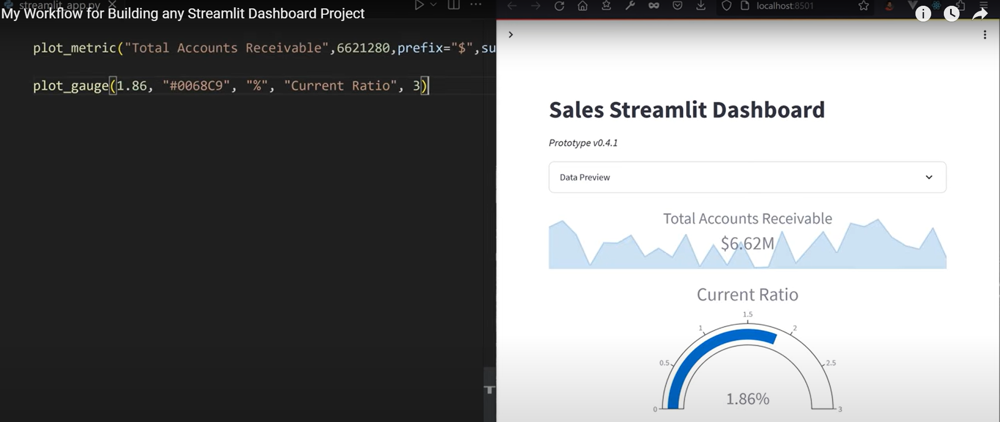 streamlit_app.py
My Workflow for Building any Streamlit Dashboard Project
plot_metric("Total Accounts Receivable",6621280,prefix="$",su
plot_gauge(1.86, "#0068C9", "%", "Current Ratio", 3)
localhost:8501
Sales Streamlit Dashboard
Prototype v0.4.1
Data Preview
Total Accounts Receivable
$6.62M
Current Ratio
1.5
1
2
0.5
2.5
1.86%
0
3